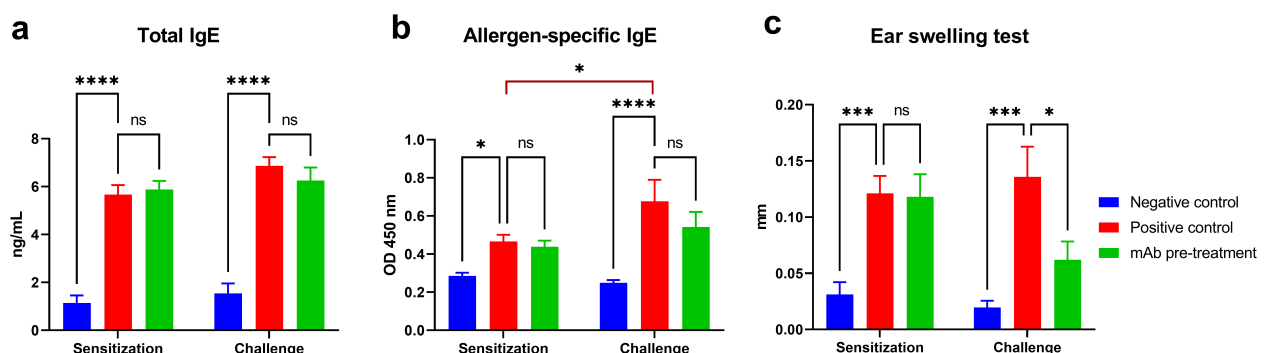 a
Total IgE
****
ns
****
ns
ng/mL
8
6
4
2
0
Sensitization
Challenge
b
Allergen-specific IgE
*
*
ns
****
ns
OD 450 nm
1.0
0.8
0.6
0.4
0.2
0.0
Sensitization
Challenge
c
Ear swelling test
***
ns
***
*
mm
0.20
0.15
0.10
0.05
0.00
Sensitization
Challenge
Negative control
Positive control
mAb pre-treatment